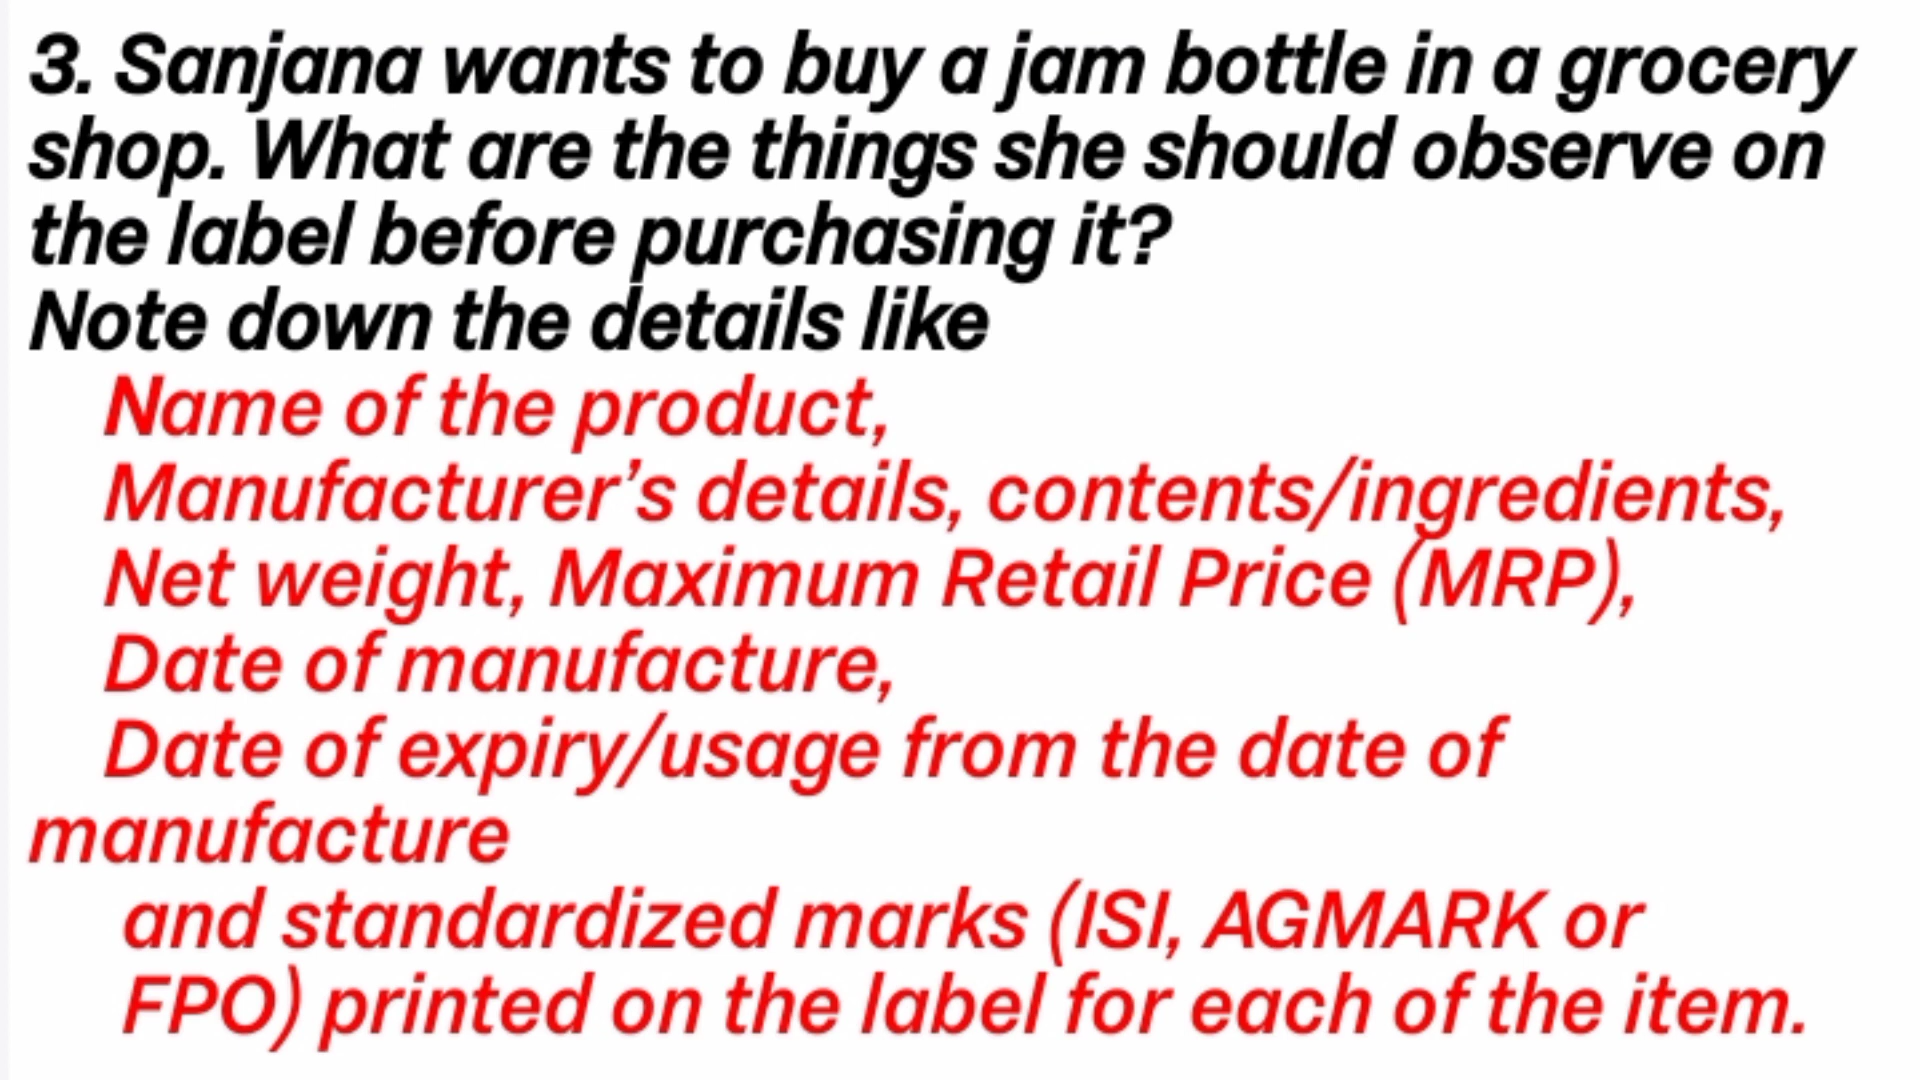 3. Sanjana wants to buy a jam bottle in a grocery
shop. What are the things she should observe on
the label before purchasing it?
Note down the details like
Name of the product,
Manufacturer's details, contents/ingredients,
Net weight, Maximum Retail Price (MRP),
Date of manufacture,
Date of expiry/usage from the date of
manufacture
and standardized marks (ISI, AGMARK or
FPO) printed on the label for each of the item.